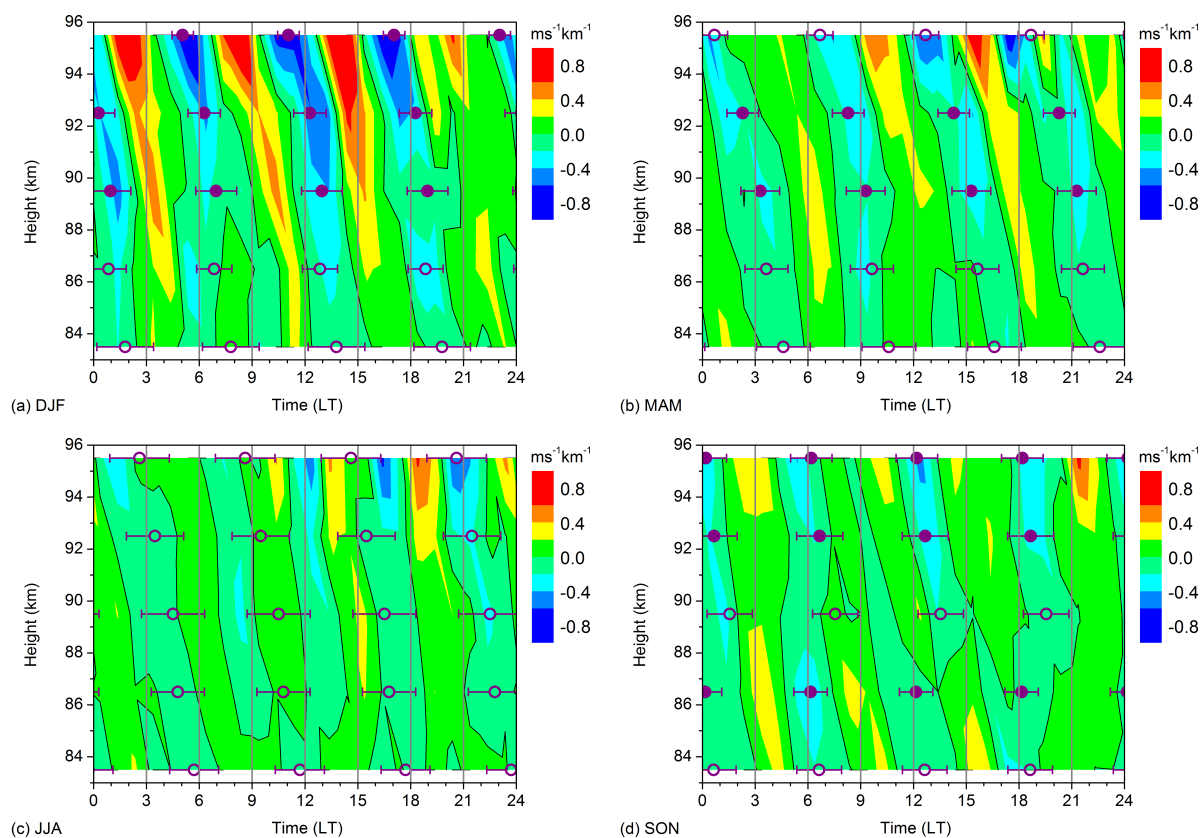 96
94
92
90
88
86
84
Height (km)
0 3 6 9 12 15 18 21 24
(a) DJF
Time (LT)
ms⁻¹km⁻¹
0.8
0.4
0.0
-0.4
-0.8
96
94
92
90
88
86
84
Height (km)
0 3 6 9 12 15 18 21 24
(b) MAM
Time (LT)
ms⁻¹km⁻¹
0.8
0.4
0.0
-0.4
-0.8
96
94
92
90
88
86
84
Height (km)
0 3 6 9 12 15 18 21 24
(c) JJA
Time (LT)
ms⁻¹km⁻¹
0.8
0.4
0.0
-0.4
-0.8
96
94
92
90
88
86
84
Height (km)
0 3 6 9 12 15 18 21 24
(d) SON
Time (LT)
ms⁻¹km⁻¹
0.8
0.4
0.0
-0.4
-0.8